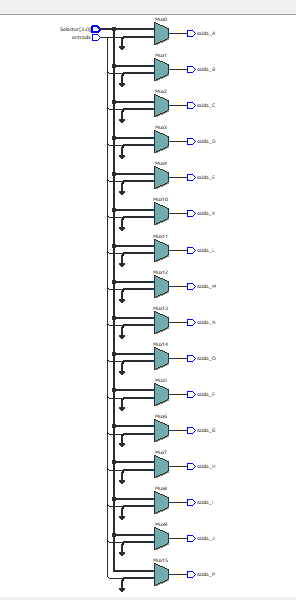 Mux0
Selector[3..0]
saida_A
entrada
Mux1
saida_B
Mux2
saida_C
Mux3
saida_D
Mux4
saida_E
Mux10
saida_K
Mux11
saida_L
Mux12
saida_M
Mux13
saida_N
Mux14
saida_O
Mux5
saida_F
Mux6
saida_G
Mux7
saida_H
Mux8
saida_I
Mux9
saida_J
Mux15
saida_P